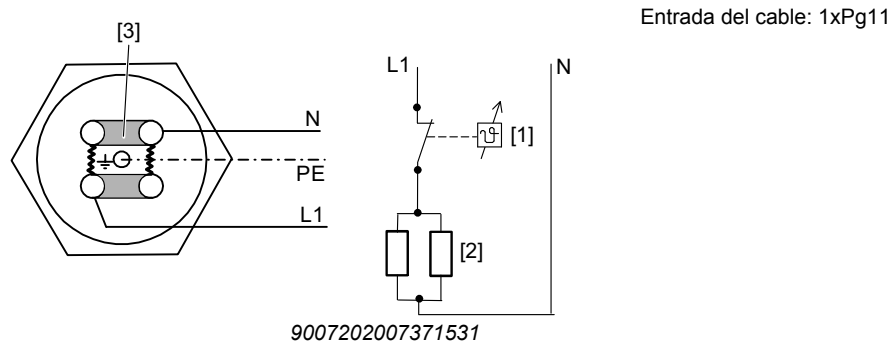 Entrada del cable: 1xPg11
[3]
N
PE
L1
L1
N
ϑ
[1]
[2]
9007202007371531